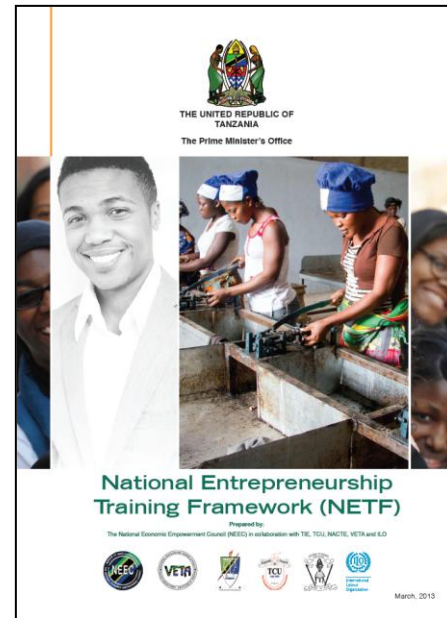 THE UNITED REPUBLIC OF
TANZANIA
The Prime Minister's Office
National Entrepreneurship
Training Framework (NETF)
Prepared by:
The National Economic Empowerment Council (NEEC) in collaboration with TIE, TCU, NACTE, VETA and ILO
NEEC
VETA
TCU
International
Labour
Organization
March, 2013